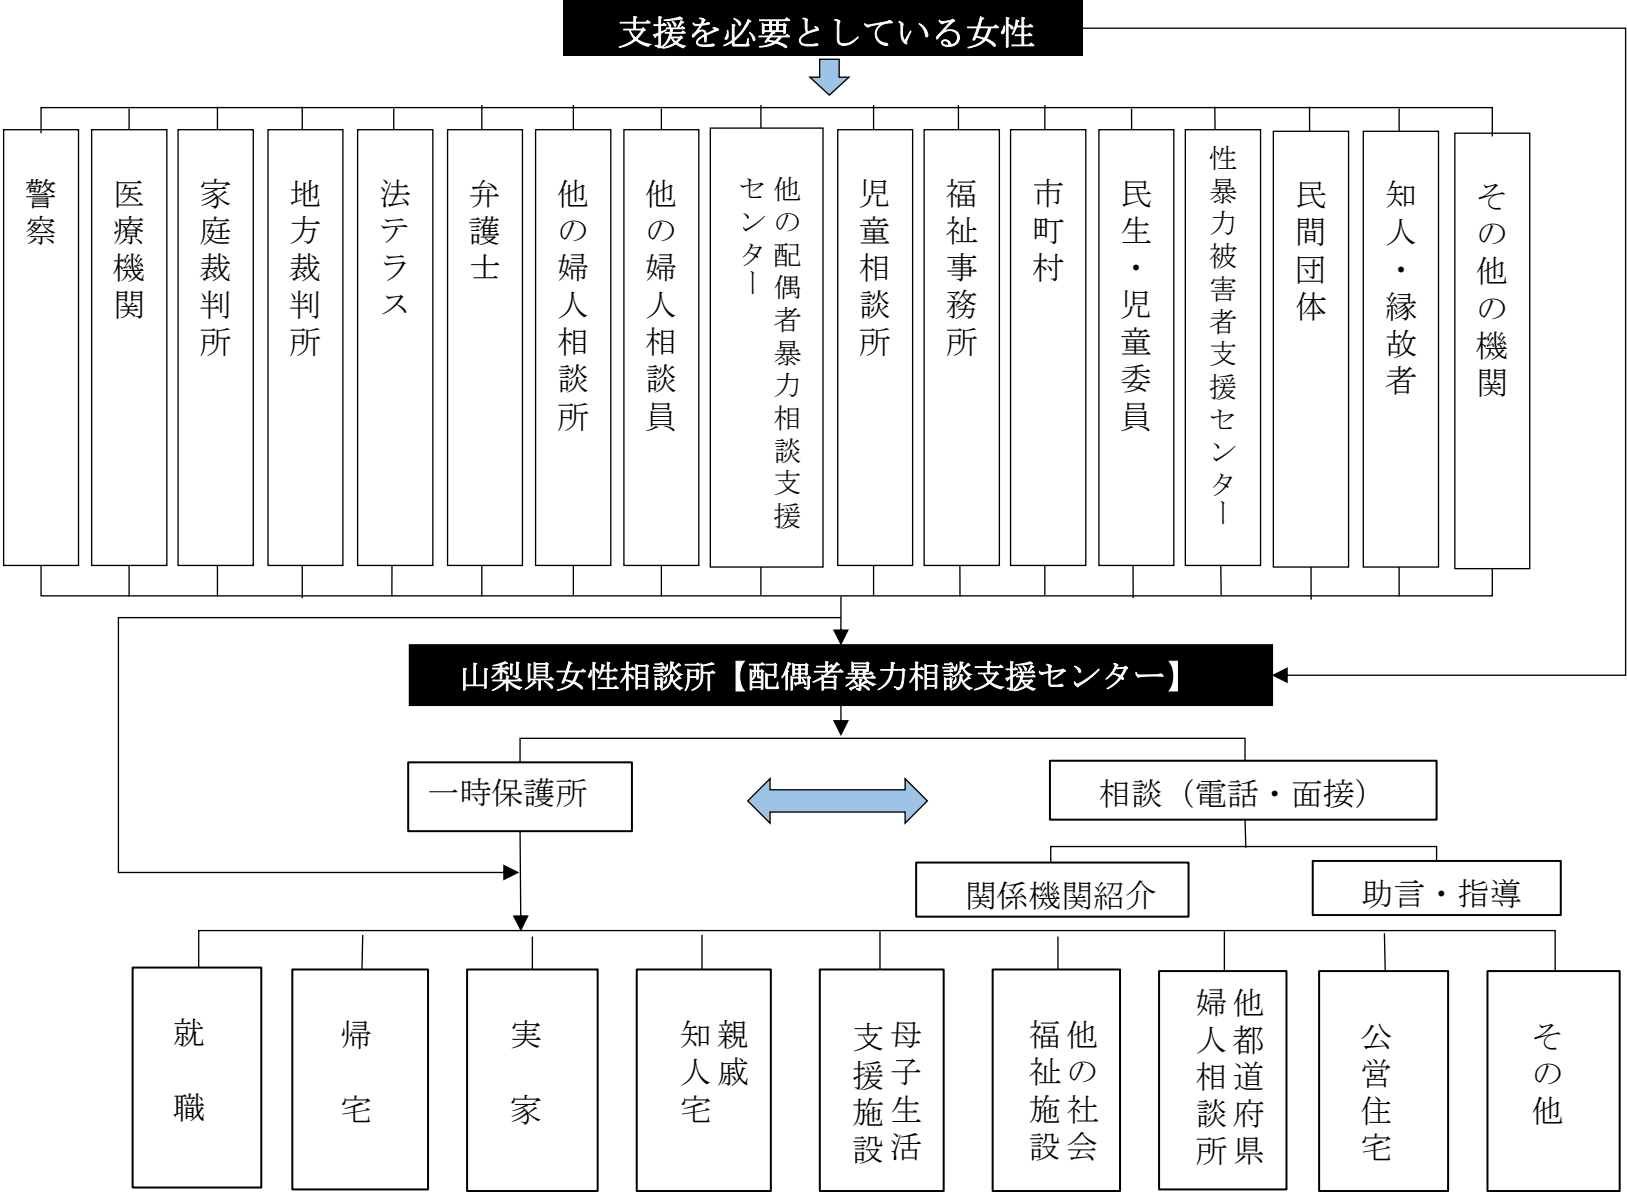 支援を必要としている女性
警察
医療機関
家庭裁判所
地方裁判所
法テラス
弁護士
他の婦人相談所
他の婦人相談員
他の配偶者暴力相談支援
センター
児童相談所
福祉事務所
市町村
民生・児童委員
性暴力被害者支援センター
民間団体
知人・縁故者
その他の機関
山梨県女性相談所【配偶者暴力相談支援センター】
一時保護所
相談（電話・面接）
関係機関紹介
助言・指導
就職
帰宅
実家
親戚
知人宅
母子生活
支援施設
他の社会
福祉施設
他都道府県
婦人相談所
公営住宅
その他